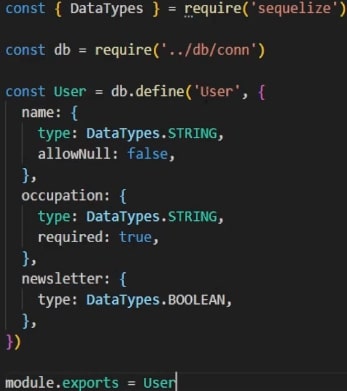 const { DataTypes } = require('sequelize')
const db = require('../db/conn')
const User = db.define('User', {
  name: {
    type: DataTypes.STRING,
    allowNull: false,
  },
  occupation: {
    type: DataTypes.STRING,
    required: true,
  },
  newsletter: {
    type: DataTypes.BOOLEAN,
  },
})
module.exports = User